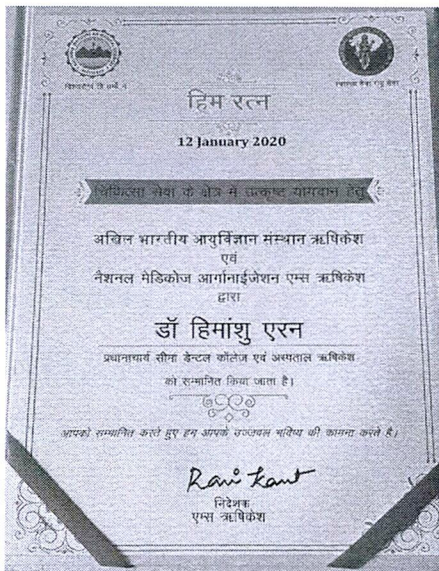 हिम रत्न
12 January 2020
चिकित्सा सेवा के क्षेत्र में उत्कृष्ट योगदान हेतु
अखिल भारतीय आयुर्विज्ञान संस्थान ऋषिकेश
एवं
नैशनल मेडिकोज आर्गानाईजेशन एम्स ऋषिकेश
द्वारा
डॉ हिमांशु एरन
प्रधानाचार्य सीमा डेन्टल कॉलेज एवं अस्पताल ऋषिकेश
को सम्मानित किया जाता है।
आपको सम्मानित करते हुए हम आपके उज्जवल भविष्य की कामना करते है।
Ravi Kant
निदेशक
एम्स ऋषिकेश